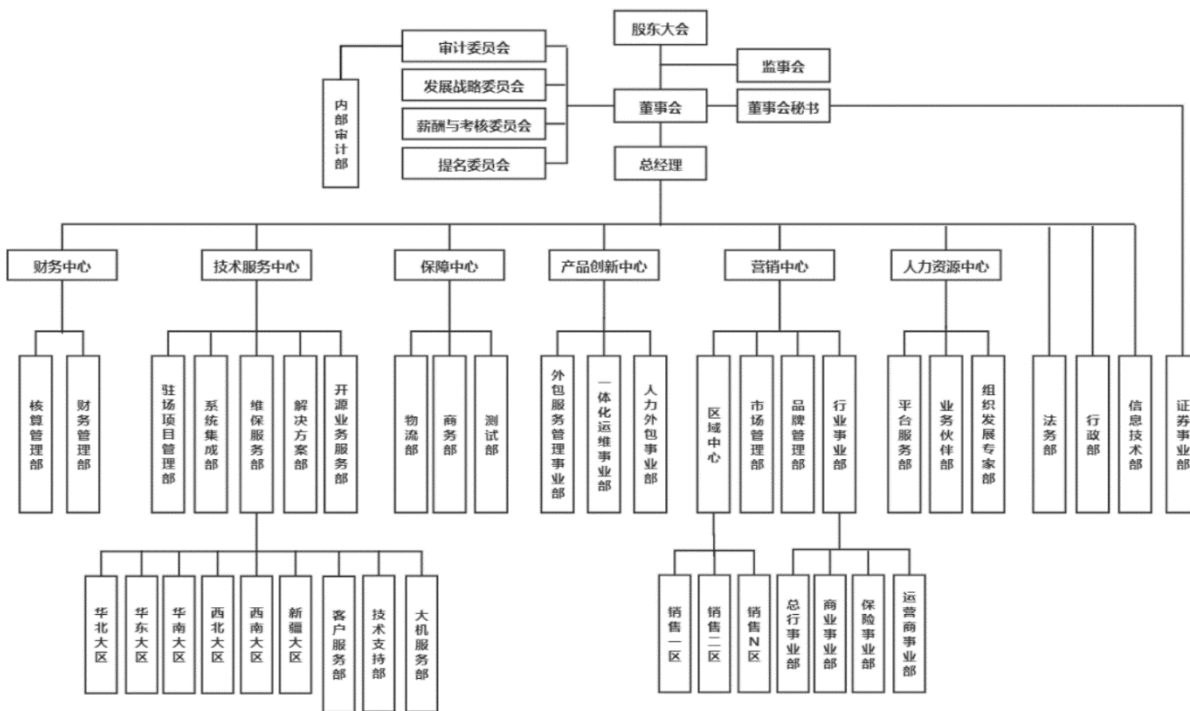 股东大会
审计委员会
监事会
发展战略委员会
董事会
董事会秘书
内部审计部
薪酬与考核委员会
提名委员会
总经理
财务中心
技术服务中心
保障中心
产品创新中心
营销中心
人力资源中心
核算管理部
财务管理部
驻场项目管理部
系统集成部
维保服务部
解决方案部
开源业务服务部
物流部
商务部
测试部
外包服务管理事业部
一体化运维事业部
人力外包事业部
区域中心
市场管理部
品牌管理部
行业事业部
平台服务部
业务伙伴部
组织发展专家部
法务部
行政部
信息技术部
证券事业部
华北大区
华东大区
华南大区
西北大区
西南大区
新疆大区
客户服务部
技术支持部
大机服务部
销售一区
销售二区
销售N区
总行事业部
商业事业部
保险事业部
运营商事业部